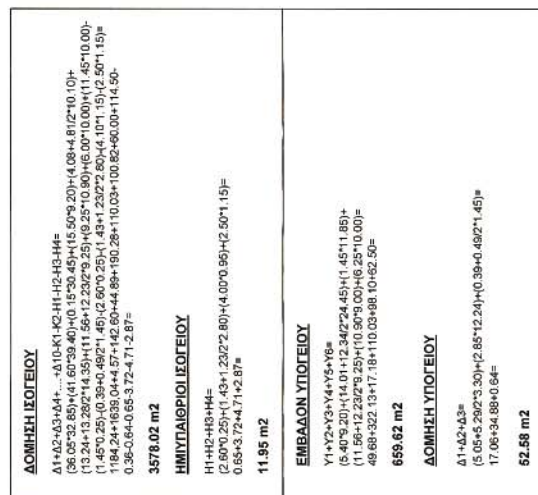 ΔΟΜΗΣΗ ΙΣΟΓΕΙΟΥ
Δ1+Δ2+Δ3+Δ4+....-Δ10-Κ1-Κ2-Η1-Η2-Η3-Η4=
(36.05*32.85)+(41.60*39.40)+(0.15*30.45)+(15.50*9.20)+(4.08+4.81/2*10.10)+
(13.24+13.28/2*14.35)+(11.56+12.23/2*9.25)+(9.25*10.90)+(6.00*10.00)+(11.45*10.00)-
(1.45*0.25)-(0.39+0.49/2*1.45)-(2.60*0.25)-(1.43+1.23/2*2.80)-(4.10*1.15)-(2.50*1.15)=
1184,24+1639,04+4.57+142.60+44.89+190.28+110.03+100.82+60.00+114.50-
0.36-0.64-0.65-3.72-4.71-2.87=
3578.02 m2
ΗΜΙΥΠΑΙΘΡΙΟΙ ΙΣΟΓΕΙΟΥ
Η1+Η2+Η3+Η4=
(2.60*0.25)+(1.43+1.23/2*2.80)+(4.00*0.95)+(2.50*1.15)=
0.65+3.72+4.71+2.87=
11.95 m2
ΕΜΒΑΔΟΝ ΥΠΟΓΕΙΟΥ
Υ1+Υ2+Υ3+Υ4+Υ5+Υ6=
(5.40*9.20)+(14.01+12.34/2*24.45)+(1.45*11.85)+
(11.56+12.23/2*9.25)+(10.90*9.00)+(6.25*10.00)=
49.68+322.13+17.18+110.03+98.10+62.50=
659.62 m2
ΔΟΜΗΣΗ ΥΠΟΓΕΙΟΥ
Δ1+Δ2+Δ3=
(5.05+5.29/2*3.30)+(2.85*12.24)+(0.39+0.49/2*1.45)=
17.06+34.88+0.64=
52.58 m2